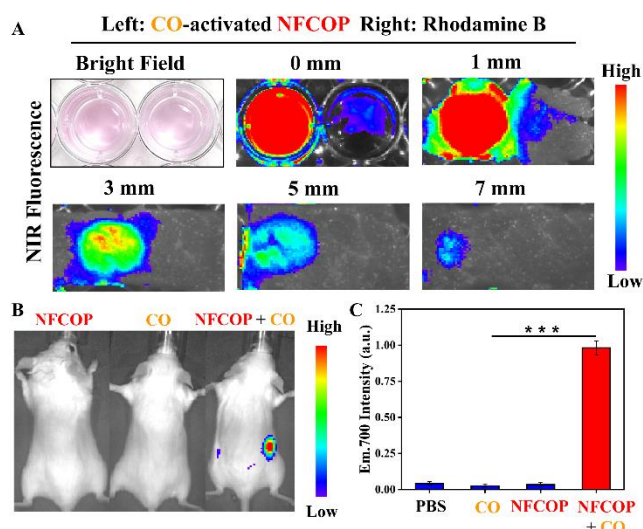 Left: CO-activated NFCOP Right: Rhodamine B
A
Bright Field
0 mm
1 mm
High
NIR Fluorescence
3 mm
5 mm
7 mm
Low
B
NFCOP
CO
NFCOP + CO
High
Low
C
Em.700 Intensity (a.u.)
1.25
1.00
0.75
0.50
0.25
0.00
***
PBS
CO
NFCOP
NFCOP
+ CO